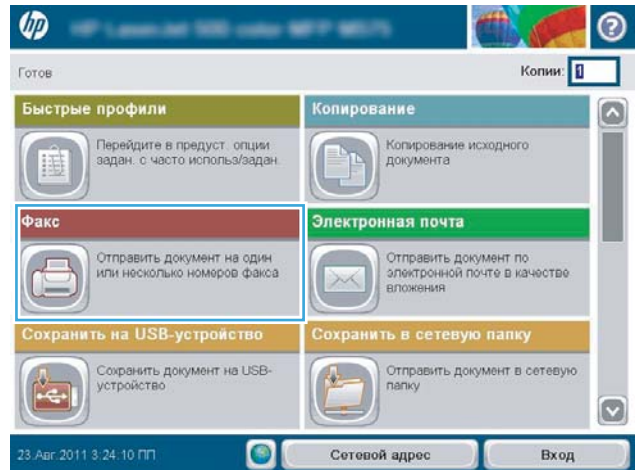 hp
Готов
Копии: 1
Быстрые профили
Перейдите в предуст. опции
задан. с часто использ/задан.
Копирование
Копирование исходного
документа
Факс
Отправить документ на один
или несколько номеров факса
Электронная почта
Отправить документ по
электронной почте в качестве
вложения
Сохранить на USB-устройство
Сохранить документ на USB-
устройство
Сохранить в сетевую папку
Отправить документ в сетевую
папку
23.Авг.2011 3:24:10 ПП
Сетевой адрес
Вход